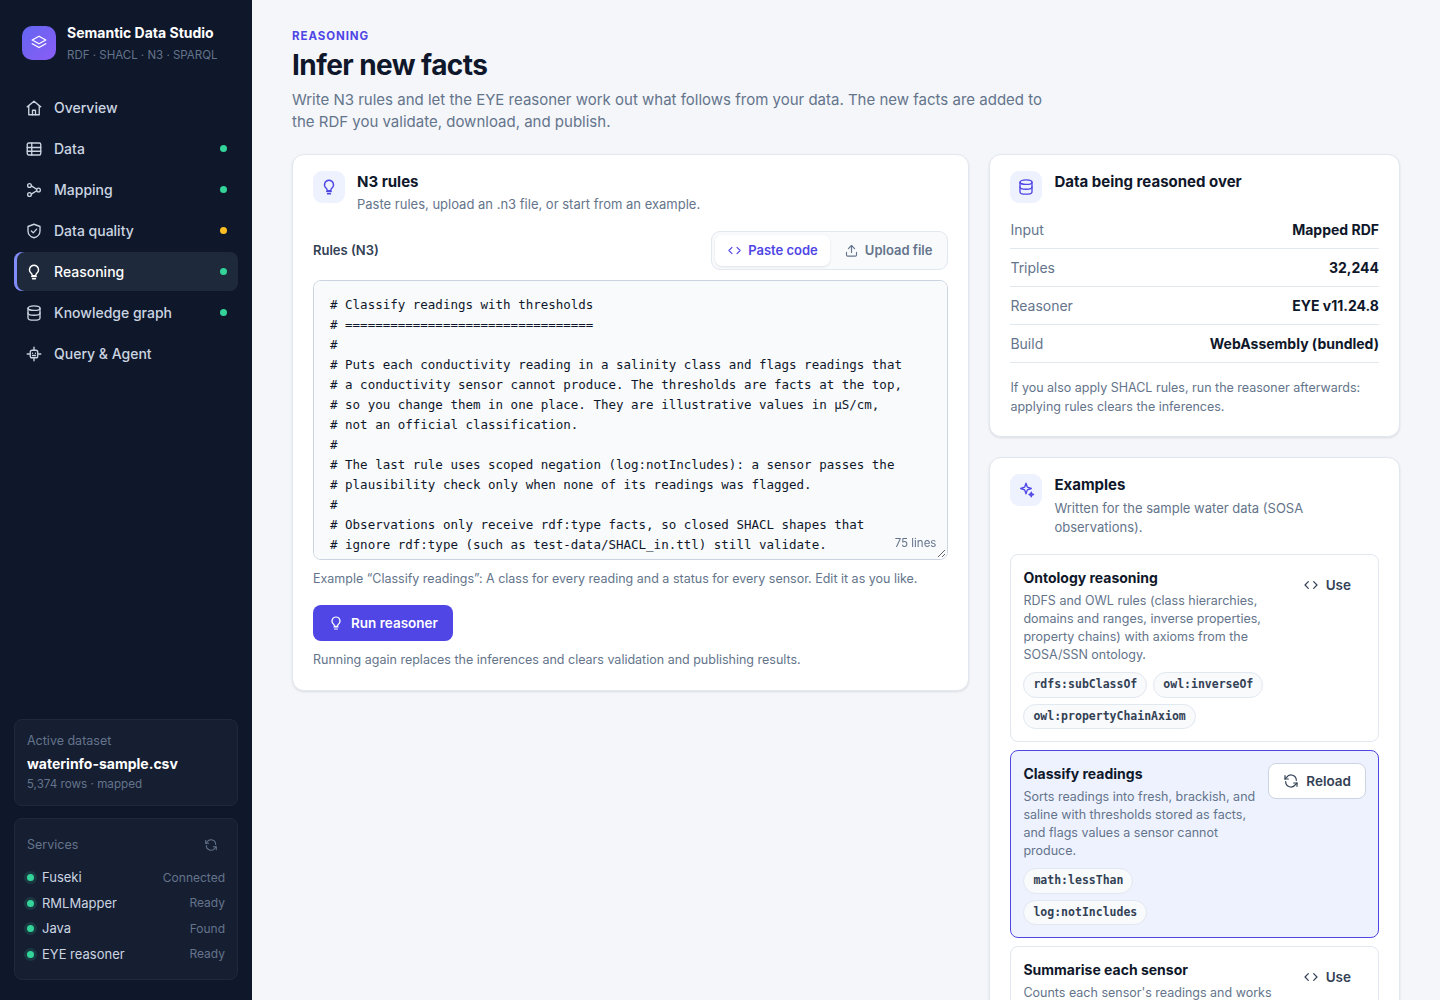 Semantic Data Studio
RDF · SHACL · N3 · SPARQL
Overview
Data
Mapping
Data quality
Reasoning
Knowledge graph
Query & Agent
Active dataset
waterinfo-sample.csv
5,374 rows · mapped
Services
Fuseki Connected
RMLMapper Ready
Java Found
EYE reasoner Ready
REASONING
Infer new facts
Write N3 rules and let the EYE reasoner work out what follows from your data. The new facts are added to
the RDF you validate, download, and publish.
N3 rules
Paste rules, upload an .n3 file, or start from an example.
Rules (N3)
Paste code
Upload file
# Classify readings with thresholds
# =================================
#
# Puts each conductivity reading in a salinity class and flags readings that
# a conductivity sensor cannot produce. The thresholds are facts at the top,
# so you change them in one place. They are illustrative values in µS/cm,
# not an official classification.
#
# The last rule uses scoped negation (log:notIncludes): a sensor passes the
# plausibility check only when none of its readings was flagged.
#
# Observations only receive rdf:type facts, so closed SHACL shapes that
# ignore rdf:type (such as test-data/SHACL_in.ttl) still validate.
75 lines
Example “Classify readings”: A class for every reading and a status for every sensor. Edit it as you like.
Run reasoner
Running again replaces the inferences and clears validation and publishing results.
Data being reasoned over
Input Mapped RDF
Triples 32,244
Reasoner EYE v11.24.8
Build WebAssembly (bundled)
If you also apply SHACL rules, run the reasoner afterwards:
applying rules clears the inferences.
Examples
Written for the sample water data (SOSA
observations).
Ontology reasoning
Use
RDFS and OWL rules (class hierarchies,
domains and ranges, inverse properties,
property chains) with axioms from the
SOSA/SSN ontology.
rdfs:subClassOf owl:inverseOf
owl:propertyChainAxiom
Classify readings
Reload
Sorts readings into fresh, brackish, and
saline with thresholds stored as facts,
and flags values a sensor cannot
produce.
math:lessThan
log:notIncludes
Summarise each sensor
Use
Counts each sensor's readings and works